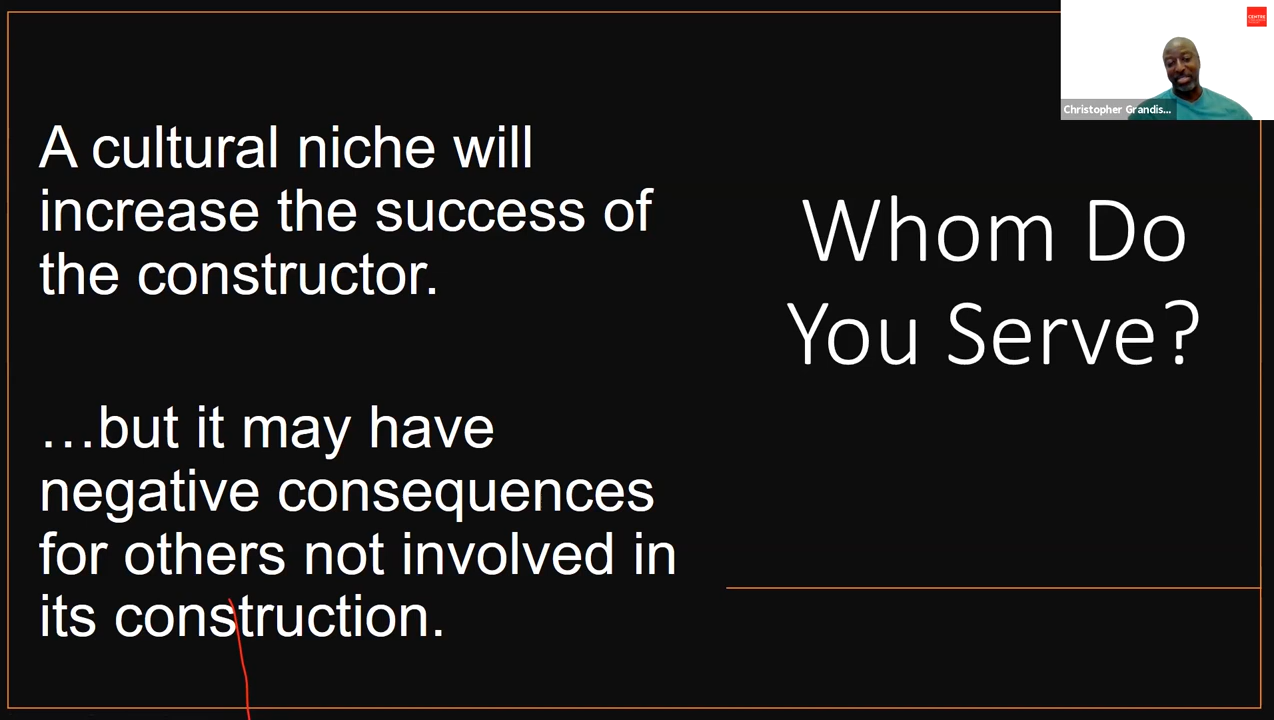 A cultural niche will
increase the success of
the constructor.
…but it may have
negative consequences
for others not involved in
its construction.
Whom Do
You Serve?
CENTRE
Christopher Grandis...